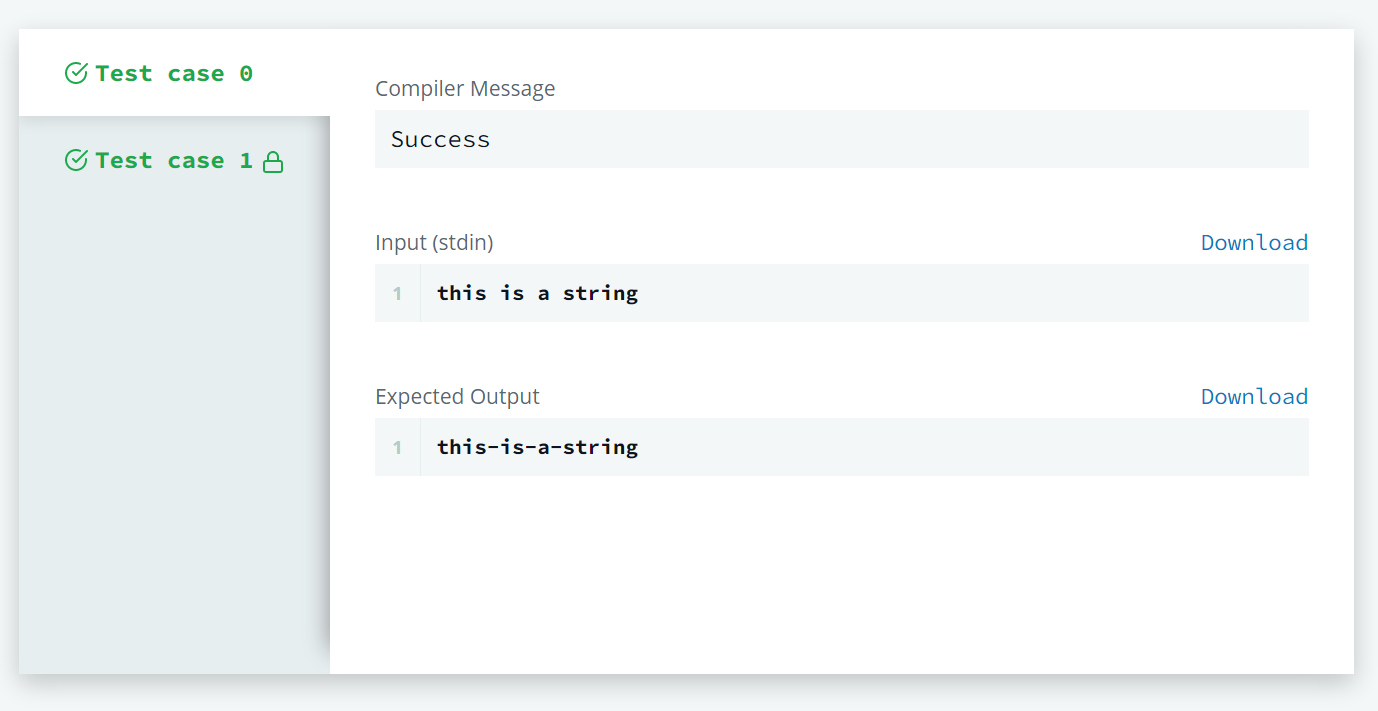 Test case 0
Test case 1
Compiler Message
Success
Input (stdin)
Download
1 this is a string
Expected Output
Download
1 this-is-a-string